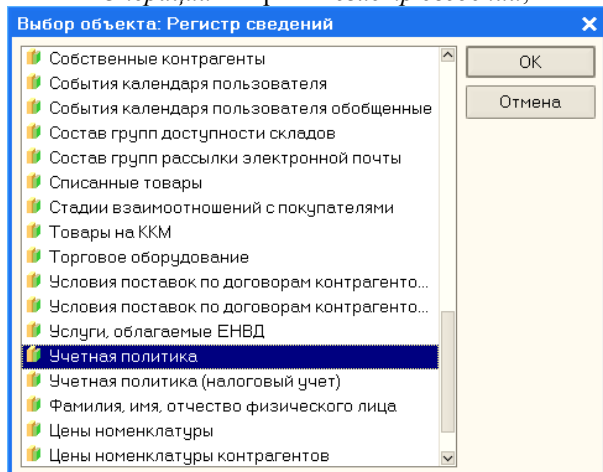 Выбор объекта: Регистр сведений
Собственные контрагенты
События календаря пользователя
События календаря пользователя обобщенные
Состав групп доступности складов
Состав групп рассылки электронной почты
Списанные товары
Стадии взаимоотношений с покупателями
Товары на ККМ
Торговое оборудование
Условия поставок по договорам контрагенто...
Условия поставок по договорам контрагенто...
Услуги, облагаемые ЕНВД
Учетная политика
Учетная политика (налоговый учет)
Фамилия, имя, отчество физического лица
Цены номенклатуры
Цены номенклатуры контрагентов
OK
Отмена